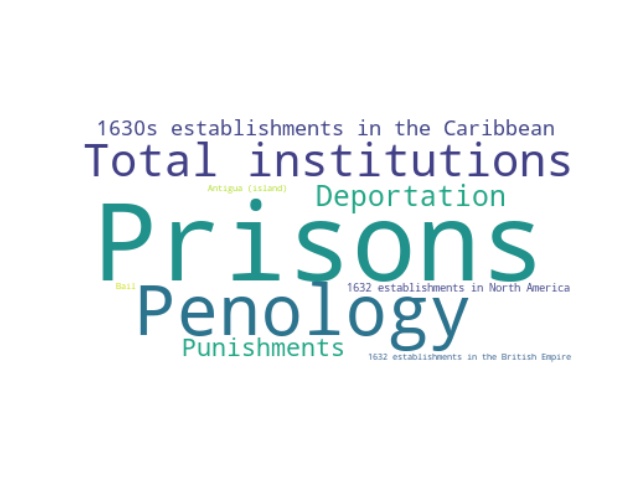 1630s establishments in the Caribbean
Total institutions
Antigua (island)
Deportation
Prisons
Bail
1632 establishments in North America
Penology
Punishments
1632 establishments in the British Empire